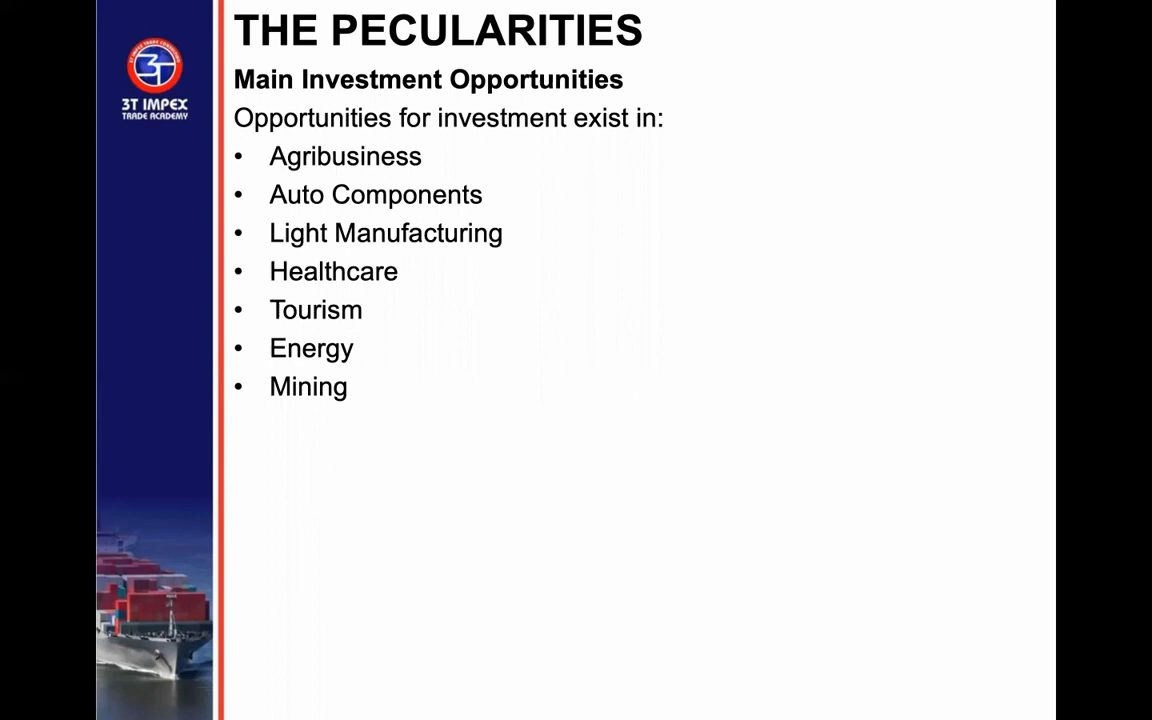 3T IMPEX
TRADE ACADEMY
THE PECULARITIES
Main Investment Opportunities
Opportunities for investment exist in:
• Agribusiness
• Auto Components
• Light Manufacturing
• Healthcare
• Tourism
• Energy
• Mining